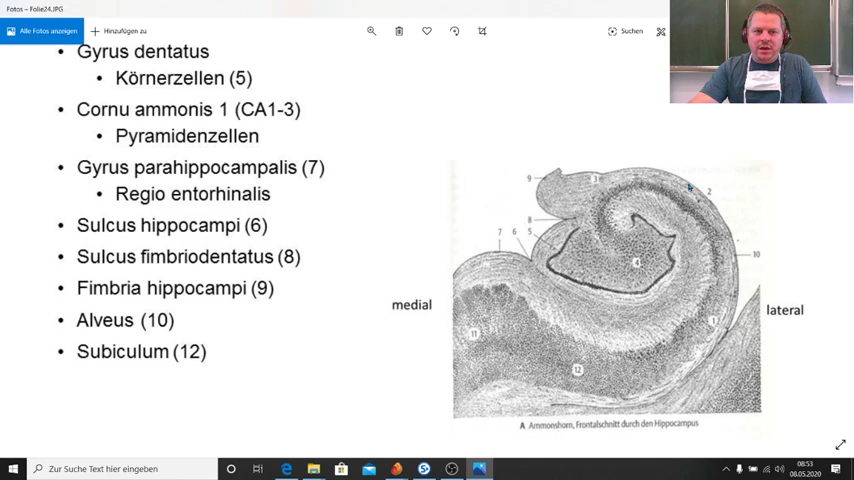 Fotos – Folie24.JPG
Alle Fotos anzeigen
Hinzufügen zu
Suchen
• Gyrus dentatus
• Körnerzellen (5)
• Cornu ammonis 1 (CA1-3)
• Pyramidenzellen
• Gyrus parahippocampalis (7)
• Regio entorhinalis
• Sulcus hippocampi (6)
• Sulcus fimbriodentatus (8)
• Fimbria hippocampi (9)
• Alveus (10)
• Subiculum (12)
medial
lateral
9
3
2
8
7 6 5
4
10
1
11
12
A Ammonshorn, Frontalschnitt durch den Hippocampus
Zur Suche Text hier eingeben
08:53
08.05.2020